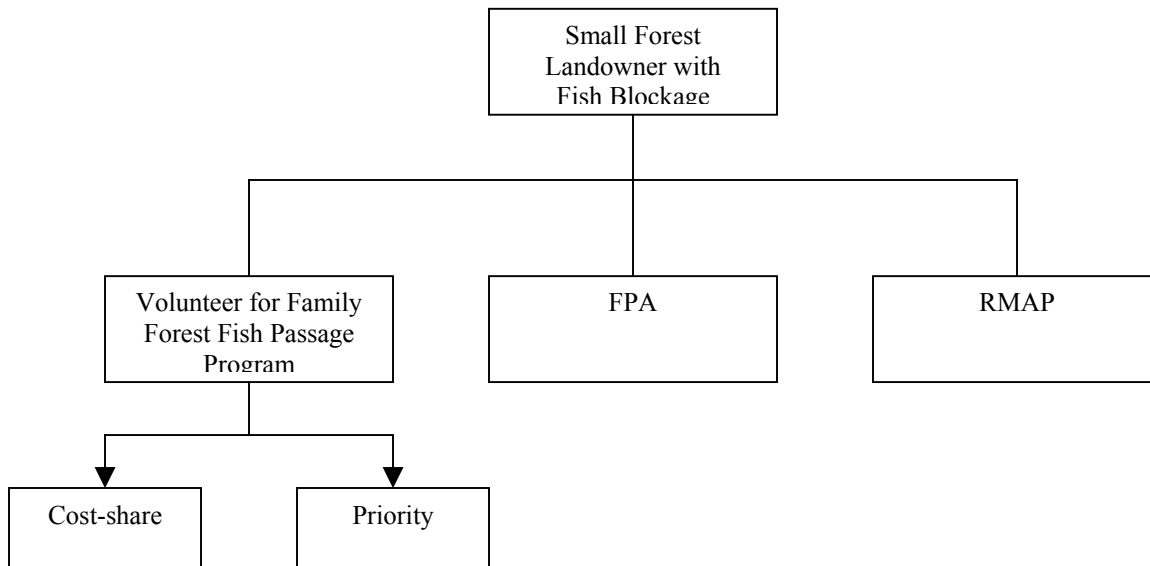 Small Forest
Landowner with
Fish Blockage
Volunteer for Family
Forest Fish Passage
Program
FPA
RMAP
Cost-share
Priority